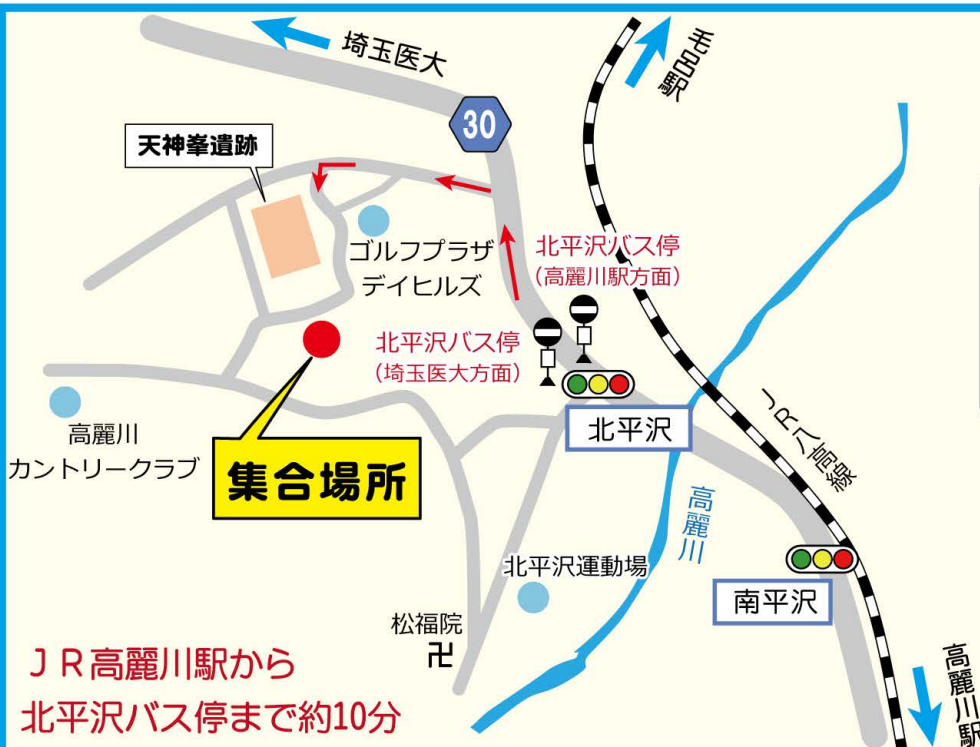 埼玉医大
毛呂駅
30
天神峯遺跡
ゴルフプラザ
デイヒルズ
北平沢バス停
（高麗川駅方面）
北平沢バス停
（埼玉医大方面）
北平沢
高麗川
カントリークラブ
集合場所
JR八高線
高麗川
北平沢運動場
南平沢
松福院
卍
高麗川駅
ＪＲ高麗川駅から
北平沢バス停まで約10分